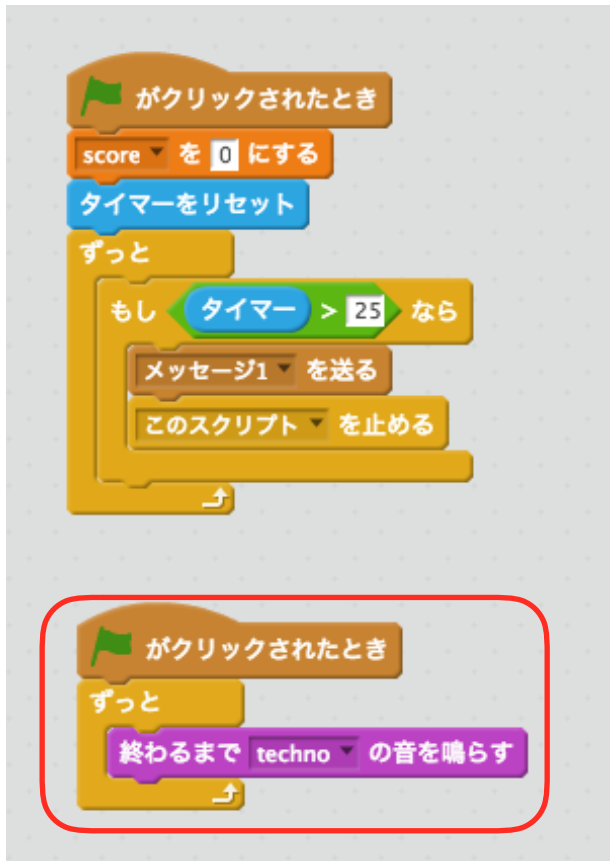 がクリックされたとき
score を 0 にする
タイマーをリセット
ずっと
もし タイマー > 25 なら
メッセージ1 を送る
このスクリプト を止める
がクリックされたとき
ずっと
終わるまで techno の音を鳴らす